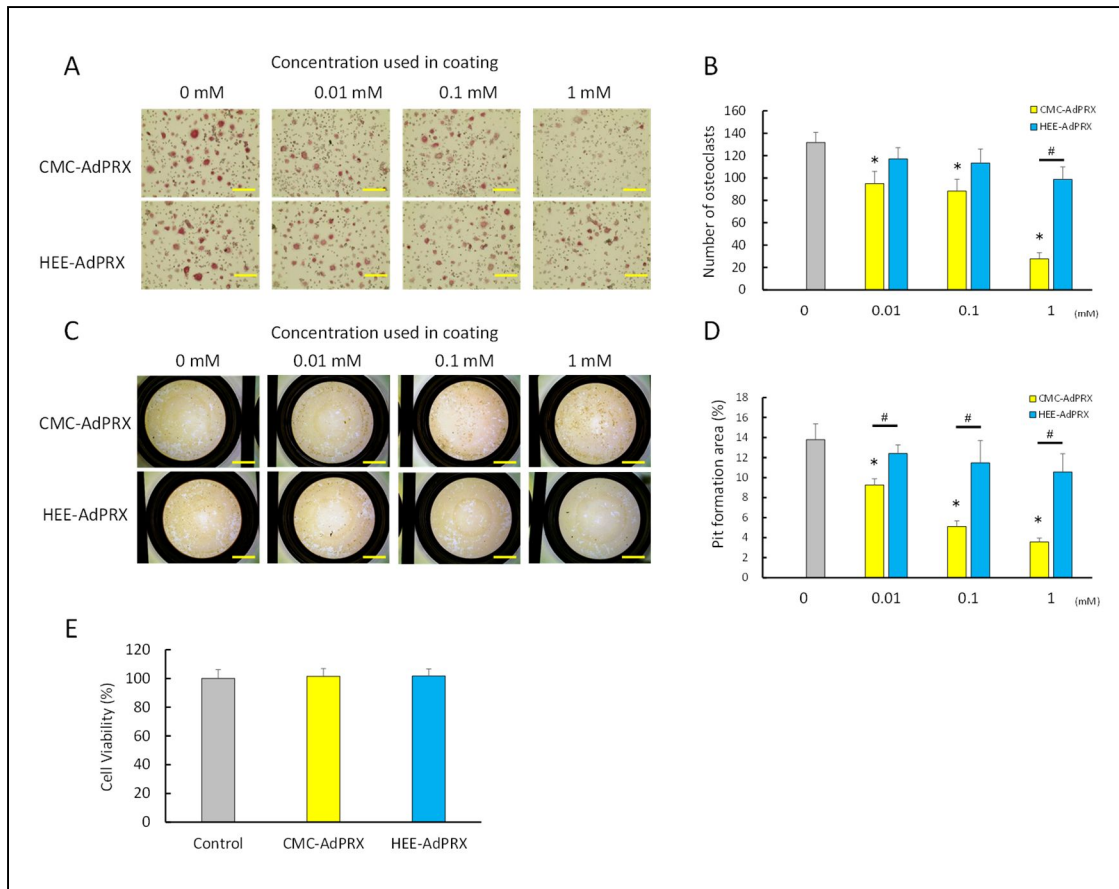 A
Concentration used in coating
0 mM 0.01 mM 0.1 mM 1 mM
CMC-AdPRX
HEE-AdPRX
B
Number of osteoclasts
160
140
120
100
80
60
40
20
0
CMC-AdPRX
HEE-AdPRX
* * # *
0 0.01 0.1 1 (mM)
C
Concentration used in coating
0 mM 0.01 mM 0.1 mM 1 mM
CMC-AdPRX
HEE-AdPRX
D
Pit formation area (%)
18
16
14
12
10
8
6
4
2
0
CMC-AdPRX
HEE-AdPRX
# # #
* * *
0 0.01 0.1 1 (mM)
E
Cell Viability (%)
120
100
80
60
40
20
0
Control CMC-AdPRX HEE-AdPRX